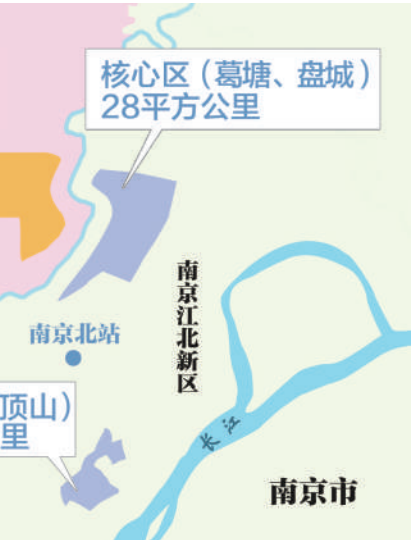 核心区（葛塘、盘城）
28平方公里
南京江北新区
南京北站
顶山）
里
长江
南京市